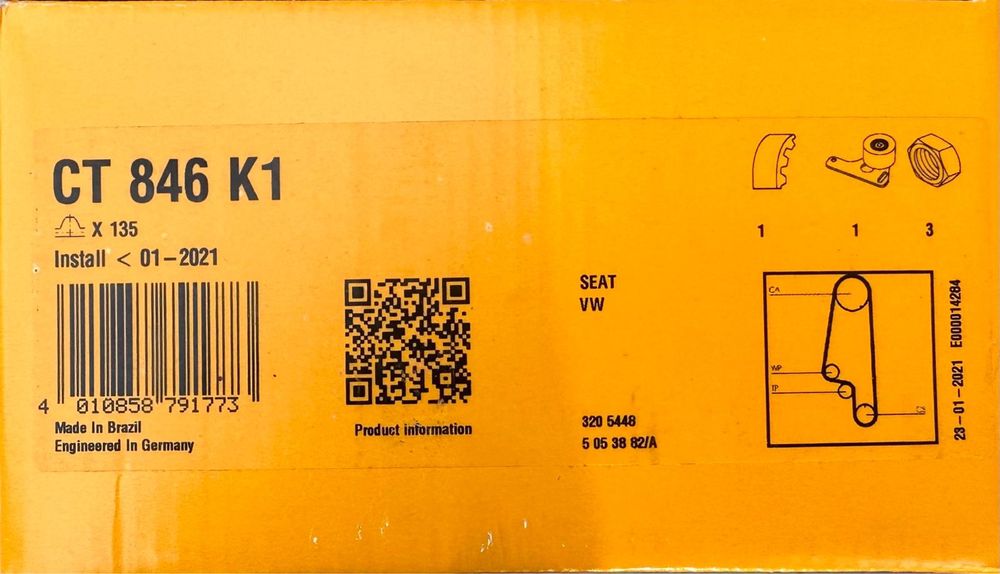 CT 846 K1
X 135
Install < 01-2021
4 010858 791773
Made In Brazil
Engineered In Germany
Product information
SEAT
VW
320 5448
5 05 38 82/A
1 1 3
CA
WP
TP
CZ
23-01-2021 E000014284